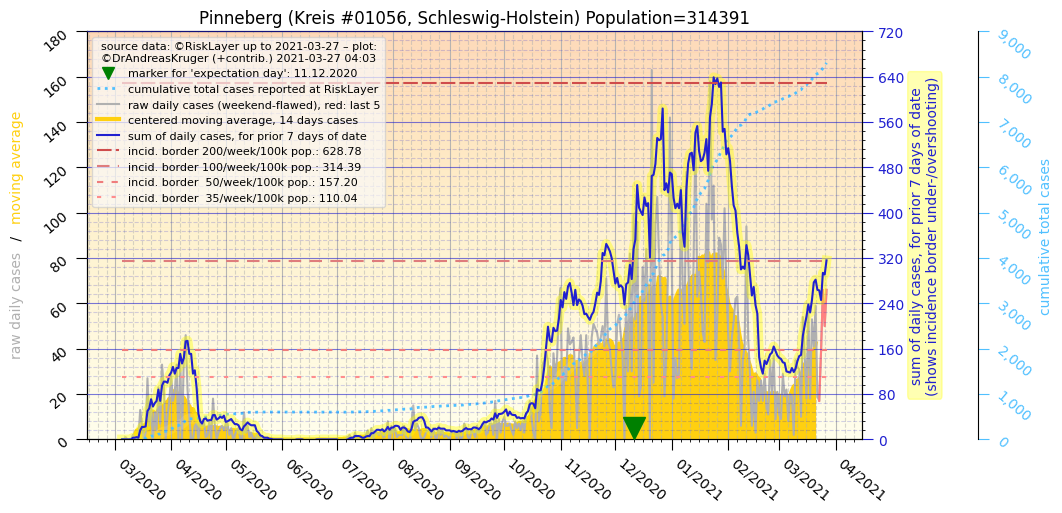 Pinneberg (Kreis #01056, Schleswig-Holstein) Population=314391
source data: ©RiskLayer up to 2021-03-27 – plot:
©DrAndreasKruger (+contrib.) 2021-03-27 04:03
marker for 'expectation day': 11.12.2020
cumulative total cases reported at RiskLayer
raw daily cases (weekend-flawed), red: last 5
centered moving average, 14 days cases
sum of daily cases, for prior 7 days of date
incid. border 200/week/100k pop.: 628.78
incid. border 100/week/100k pop.: 314.39
incid. border  50/week/100k pop.: 157.20
incid. border  35/week/100k pop.: 110.04
raw daily cases   /   moving average
180
160
140
120
100
80
60
40
20
0
03/2020
04/2020
05/2020
06/2020
07/2020
08/2020
09/2020
10/2020
11/2020
12/2020
01/2021
02/2021
03/2021
04/2021
720
640
560
480
400
320
240
160
80
0
sum of daily cases, for prior 7 days of date
(shows incidence border under-/overshooting)
9,000
8,000
7,000
6,000
5,000
4,000
3,000
2,000
1,000
0
cumulative total cases